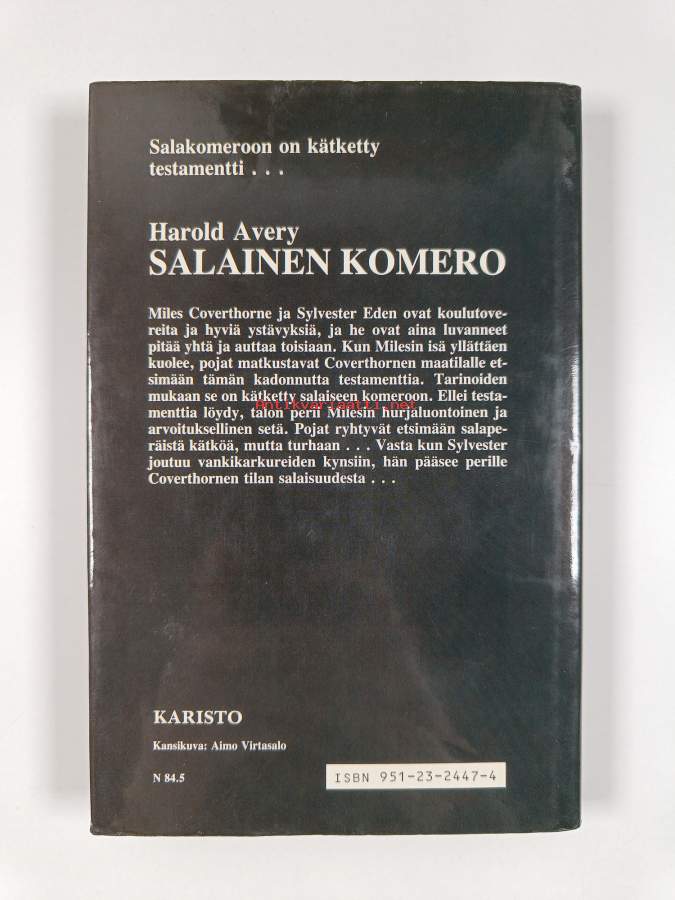 Salakomeroon on kätketty
testamentti . . .
Harold Avery
SALAINEN KOMERO
Miles Coverthorne ja Sylvester Eden ovat koulutove-
reita ja hyviä ystävyksiä, ja he ovat aina luvanneet
pitää yhtä ja auttaa toisiaan. Kun Milesin isä yllättäen
kuolee, pojat matkustavat Coverthornen maatilalle et-
simään tämän kadonnutta testamenttia. Tarinoiden
mukaan se on kätketty salaiseen komeroon. Ellei testa-
Antikvariaatti.net
menttia löydy, talon perii Milesin hurjaluontoinen ja
arvoituksellinen setä. Pojat ryhtyvät etsimään salape-
räistä kätköä, mutta turhaan . . . Vasta kun Sylvester
joutuu vankikarkureiden kynsiin, hän pääsee perille
Coverthornen tilan salaisuudesta . . .
KARISTO
Kansikuva: Aimo Virtasalo
N 84.5
ISBN 951-23-2447-4